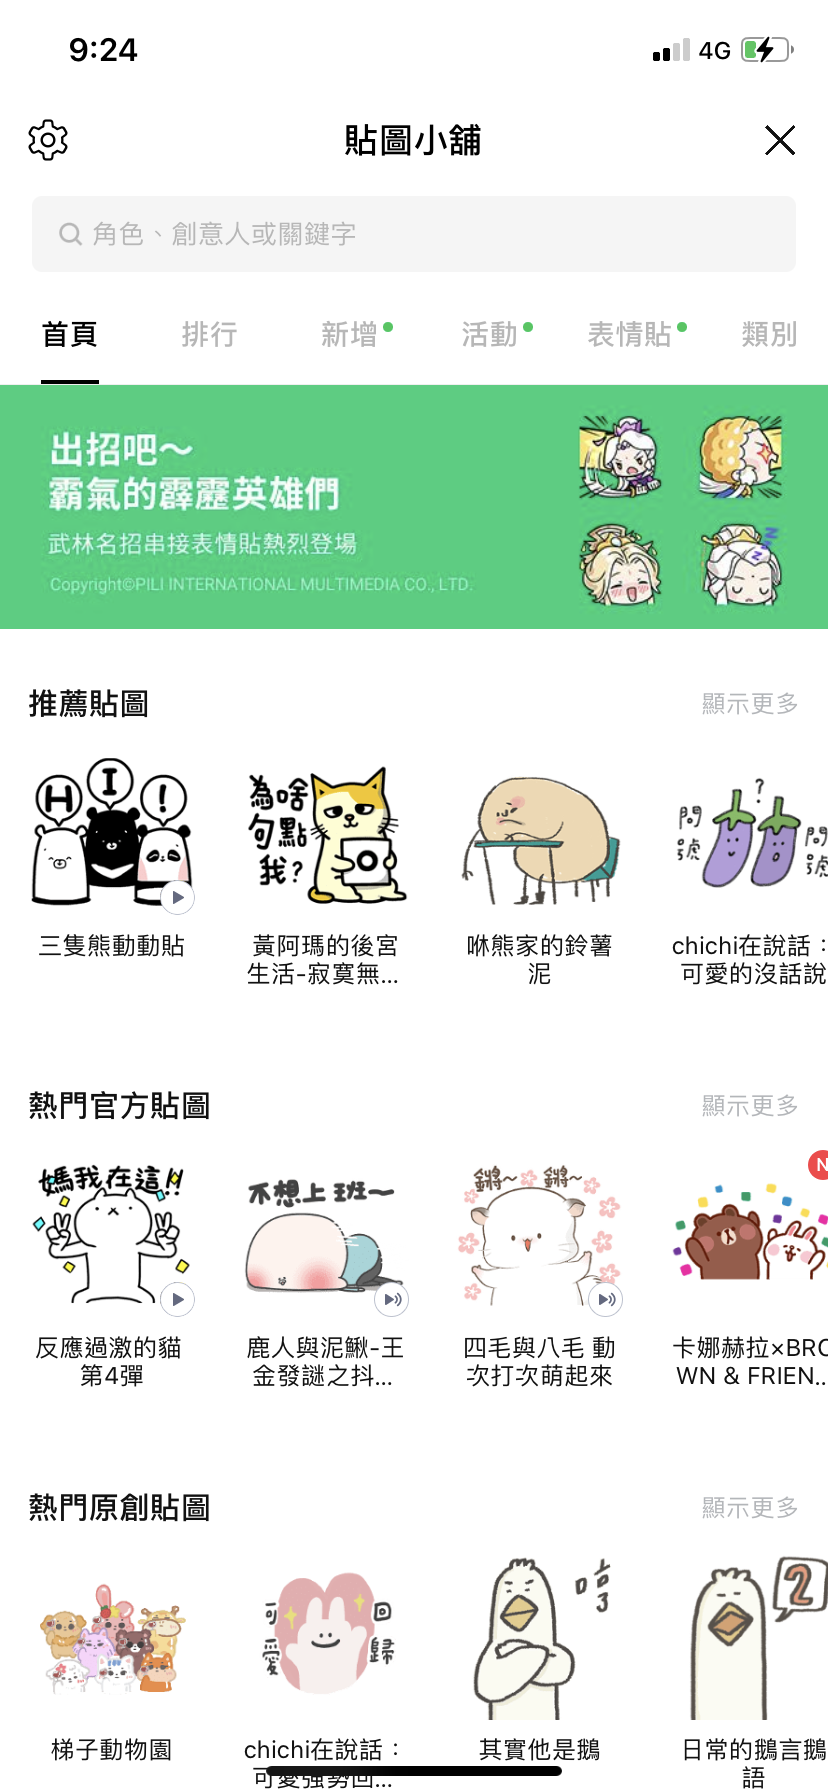 9:24
4G
貼圖小舖
角色、創意人或關鍵字
首頁
排行
新增
活動
表情貼
類別
出招吧～
霸氣的霹靂英雄們
武林名招串接表情貼熱烈登場
Copyright©PILI INTERNATIONAL MULTIMEDIA CO., LTD.
Z Z Z
推薦貼圖
顯示更多
H I !
為啥
句點
我?
?
問號
問號
三隻熊動動貼
黃阿瑪的後宮
生活-寂寞無...
咻熊家的鈴薯
泥
chichi在說話：
可愛的沒話說
熱門官方貼圖
顯示更多
媽我在這!!
不想上班～
鏘～ 鏘～
N
反應過激的貓
第4彈
鹿人與泥鰍-王
金發謎之抖...
四毛與八毛 動
次打次萌起來
卡娜赫拉×BRO
WN & FRIEN...
熱門原創貼圖
顯示更多
可愛
回歸
2
梯子動物園
chichi在說話：
可愛強勢回...
其實他是鵝
日常的鵝言鵝
語